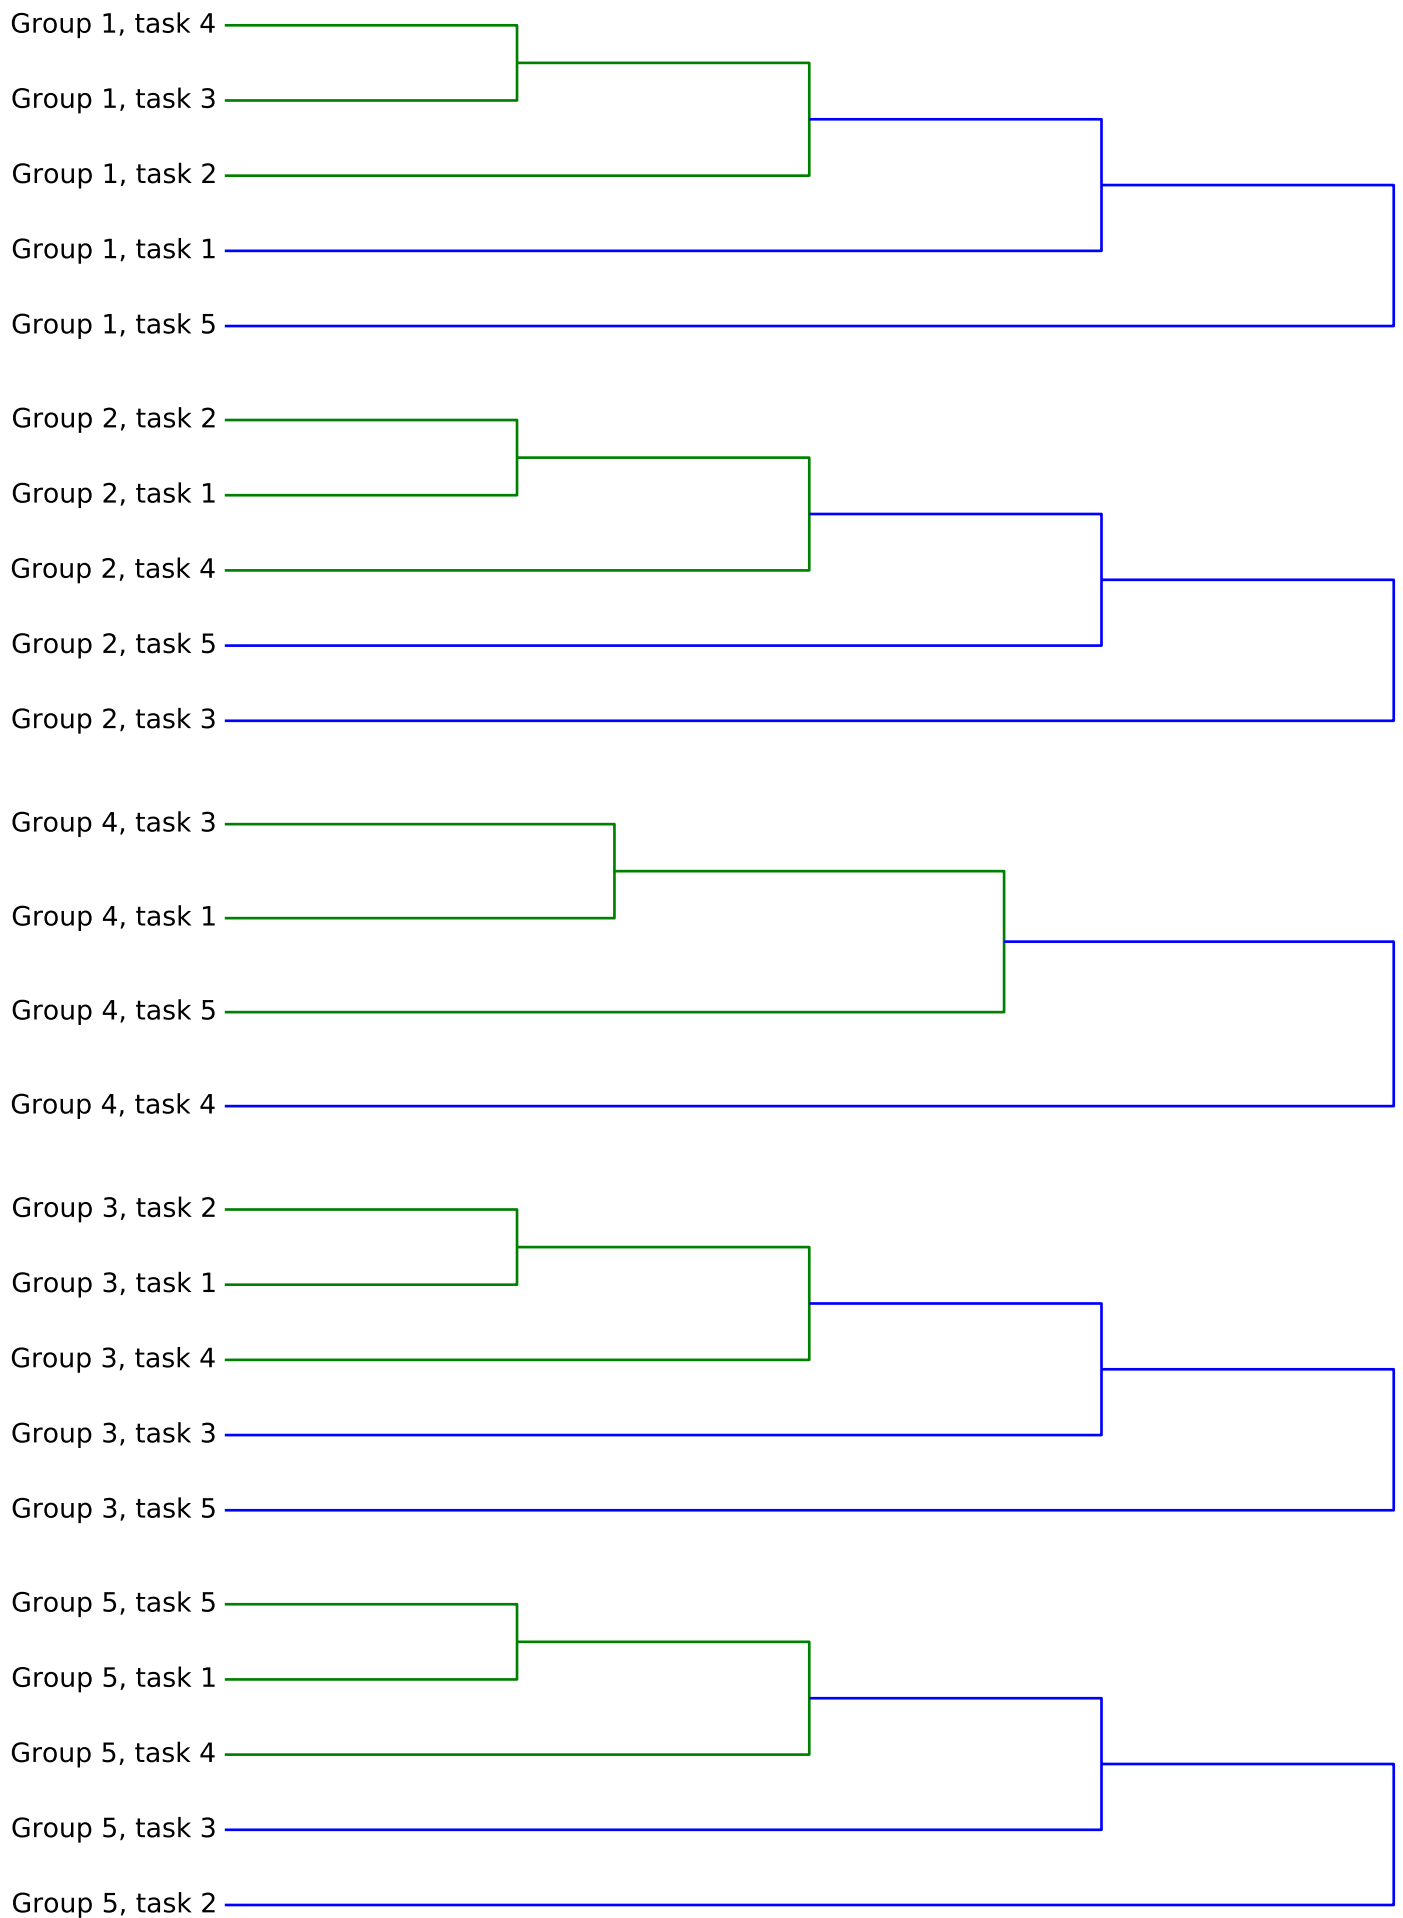 Group 1, task 4
Group 1, task 3
Group 1, task 2
Group 1, task 1
Group 1, task 5
Group 2, task 2
Group 2, task 1
Group 2, task 4
Group 2, task 5
Group 2, task 3
Group 4, task 3
Group 4, task 1
Group 4, task 5
Group 4, task 4
Group 3, task 2
Group 3, task 1
Group 3, task 4
Group 3, task 3
Group 3, task 5
Group 5, task 5
Group 5, task 1
Group 5, task 4
Group 5, task 3
Group 5, task 2